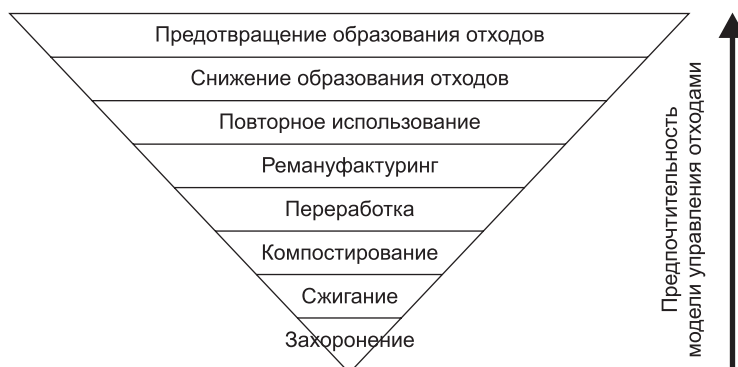 Предотвращение образования отходов
Снижение образования отходов
Повторное использование
Ремануфактуринг
Переработка
Компостирование
Сжигание
Захоронение
Предпочтительность
модели управления отходами